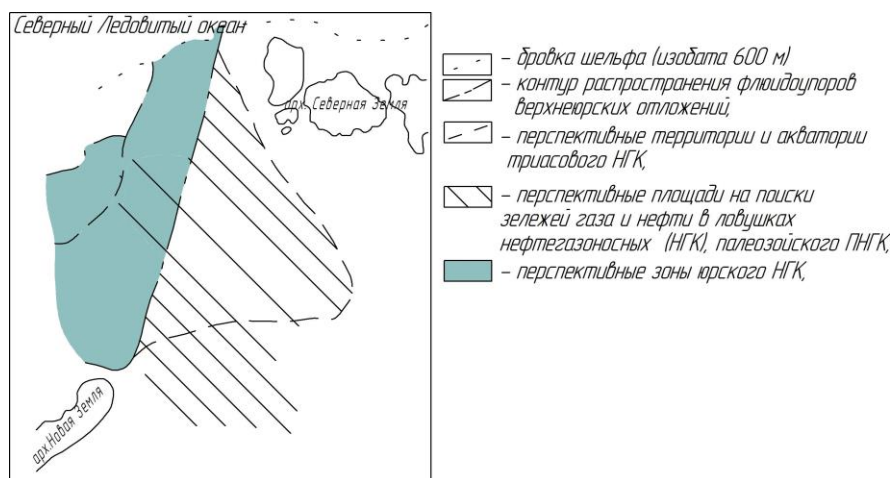 Северный Ледовитый океан
арх. Северная Земля
арх.Новая Земля
– бровка шельфа (изобата 600 м)
– контур распространения флюидоупоров
верхнеюрских отложений,
– перспективные территории и акватории
триасового НГК,
– перспективные площади на поиски
зележей газа и нефти в ловушках
нефтегазоносных (НГК), палеозойского ПНГК,
– перспективные зоны юрского НГК,